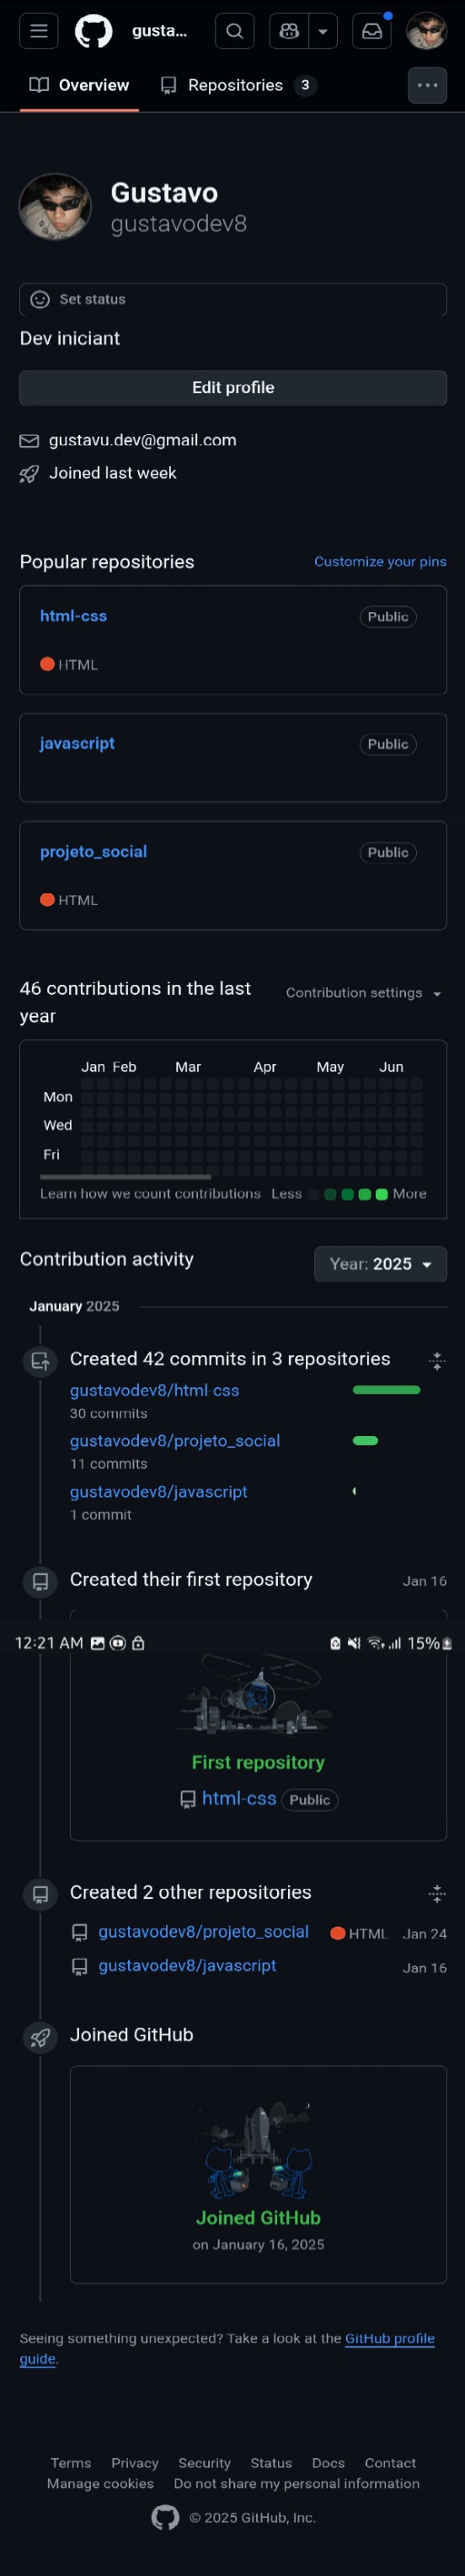 gusta...
Overview
Repositories 3
Gustavo
gustavodev8
Set status
Dev iniciant
Edit profile
gustavu.dev@gmail.com
Joined last week
Popular repositories
Customize your pins
html-css
Public
HTML
javascript
Public
projeto_social
Public
HTML
46 contributions in the last
year
Contribution settings
Jan Feb Mar Apr May Jun
Mon
Wed
Fri
Learn how we count contributions
Less More
Contribution activity
Year: 2025
January 2025
Created 42 commits in 3 repositories
gustavodev8/html-css
30 commits
gustavodev8/projeto_social
11 commits
gustavodev8/javascript
1 commit
Created their first repository
Jan 16
12:21 AM
15%
First repository
html-css Public
Created 2 other repositories
gustavodev8/projeto_social HTML Jan 24
gustavodev8/javascript Jan 16
Joined GitHub
Joined GitHub
on January 16, 2025
Seeing something unexpected? Take a look at the GitHub profile
guide.
Terms Privacy Security Status Docs Contact
Manage cookies Do not share my personal information
© 2025 GitHub, Inc.